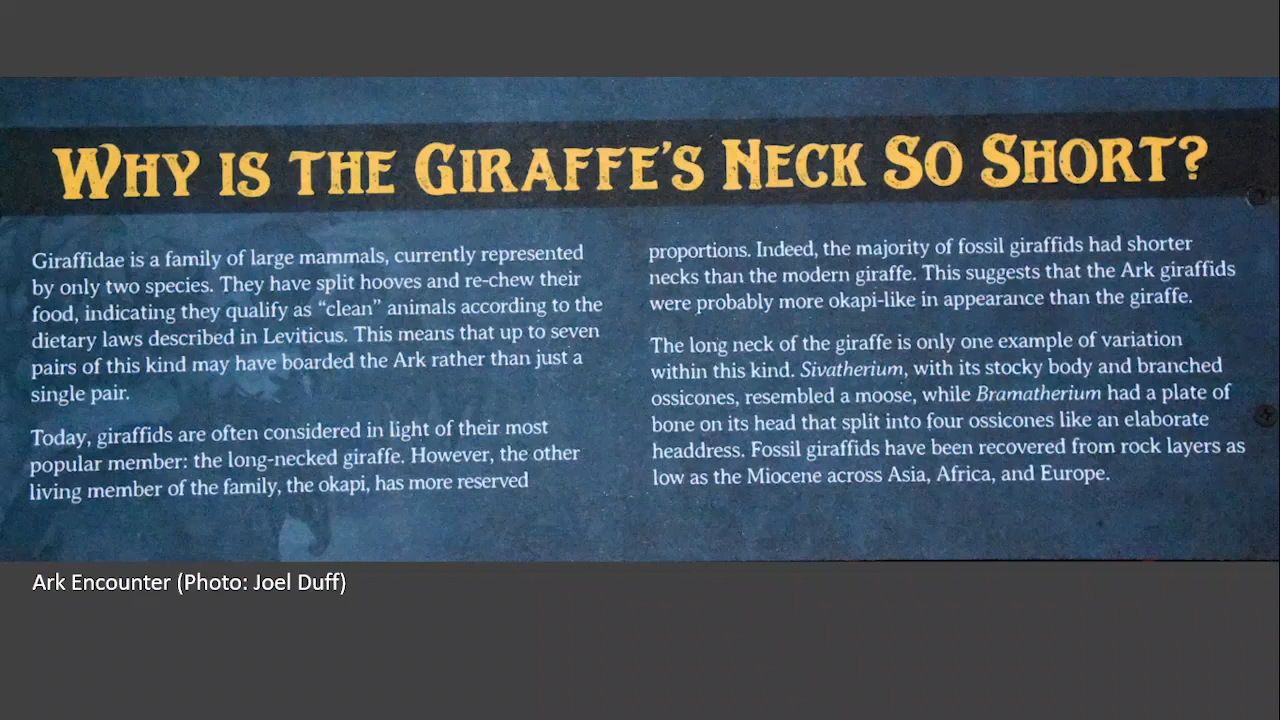 WHY IS THE GIRAFFE'S NECK SO SHORT?
Giraffidae is a family of large mammals, currently represented
by only two species. They have split hooves and re-chew their
food, indicating they qualify as “clean” animals according to the
dietary laws described in Leviticus. This means that up to seven
pairs of this kind may have boarded the Ark rather than just a
single pair.
Today, giraffids are often considered in light of their most
popular member: the long-necked giraffe. However, the other
living member of the family, the okapi, has more reserved
proportions. Indeed, the majority of fossil giraffids had shorter
necks than the modern giraffe. This suggests that the Ark giraffids
were probably more okapi-like in appearance than the giraffe.
The long neck of the giraffe is only one example of variation
within this kind. Sivatherium, with its stocky body and branched
ossicones, resembled a moose, while Bramatherium had a plate of
bone on its head that split into four ossicones like an elaborate
headdress. Fossil giraffids have been recovered from rock layers as
low as the Miocene across Asia, Africa, and Europe.
Ark Encounter (Photo: Joel Duff)